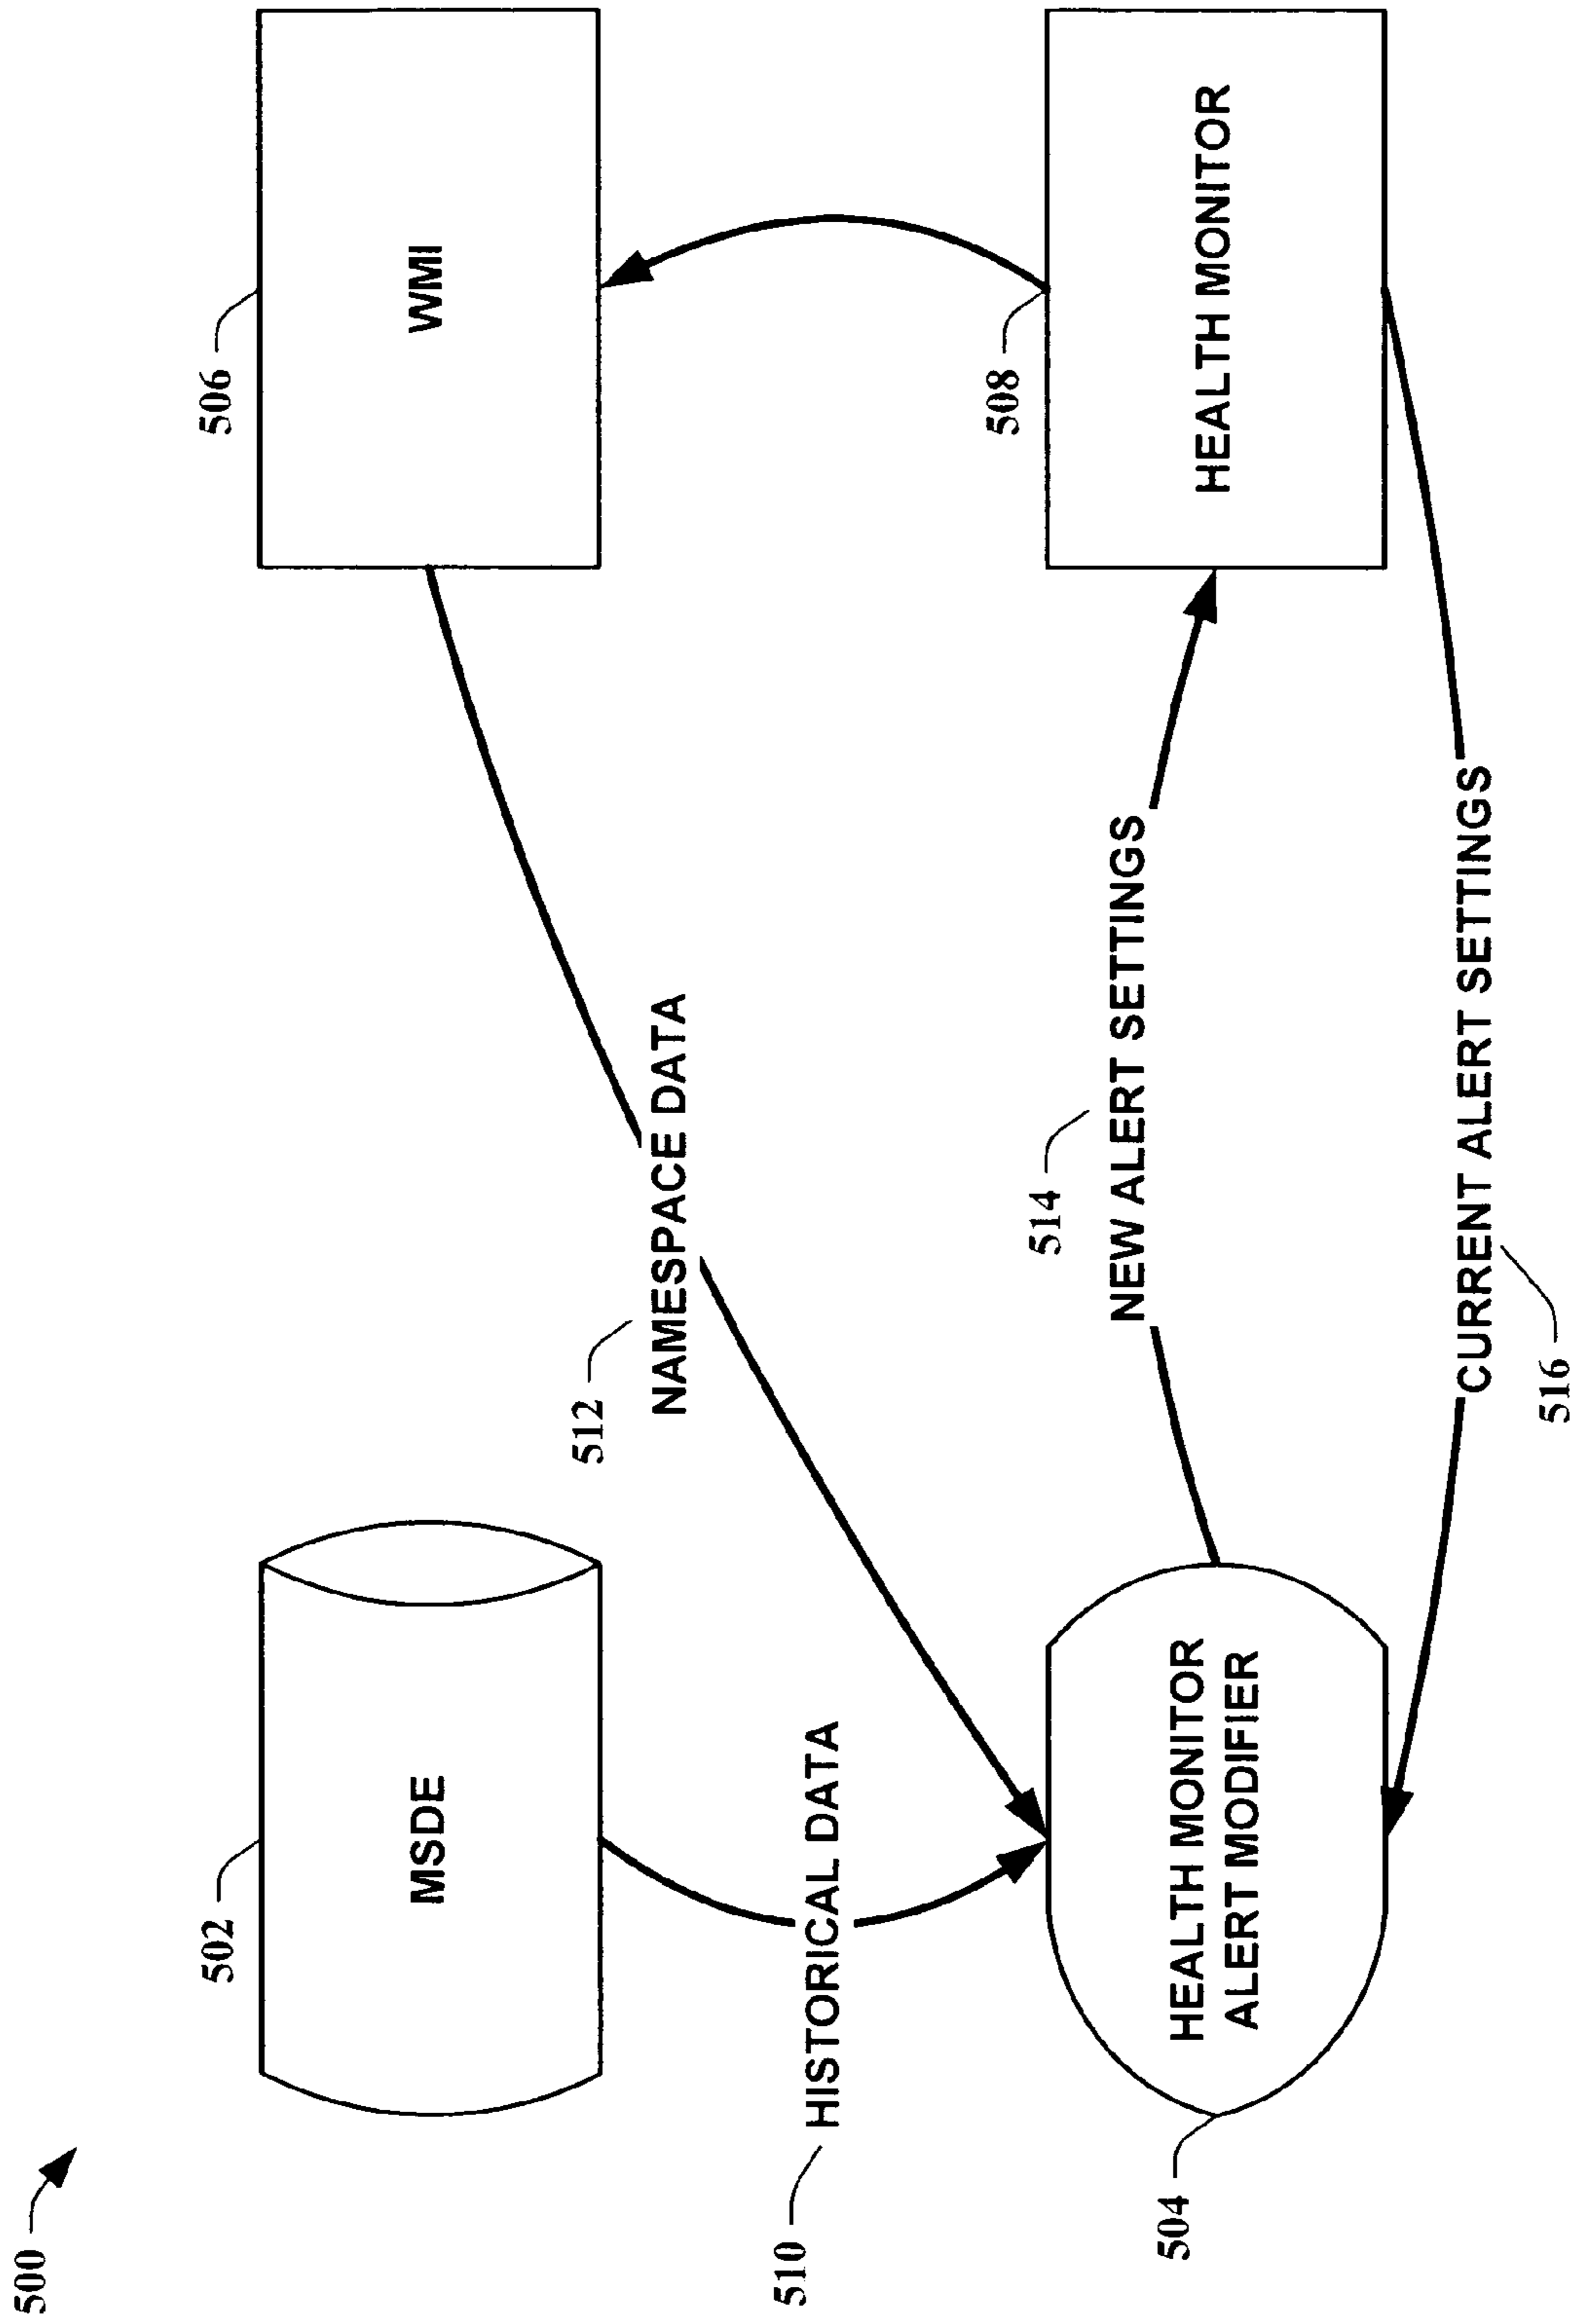 500
502
MSDE
506
WMI
512
NAMESPACE DATA
510
HISTORICAL DATA
504
HEALTH MONITOR
ALERT MODIFIER
514
NEW ALERT SETTINGS
508
HEALTH MONITOR
CURRENT ALERT SETTINGS
516